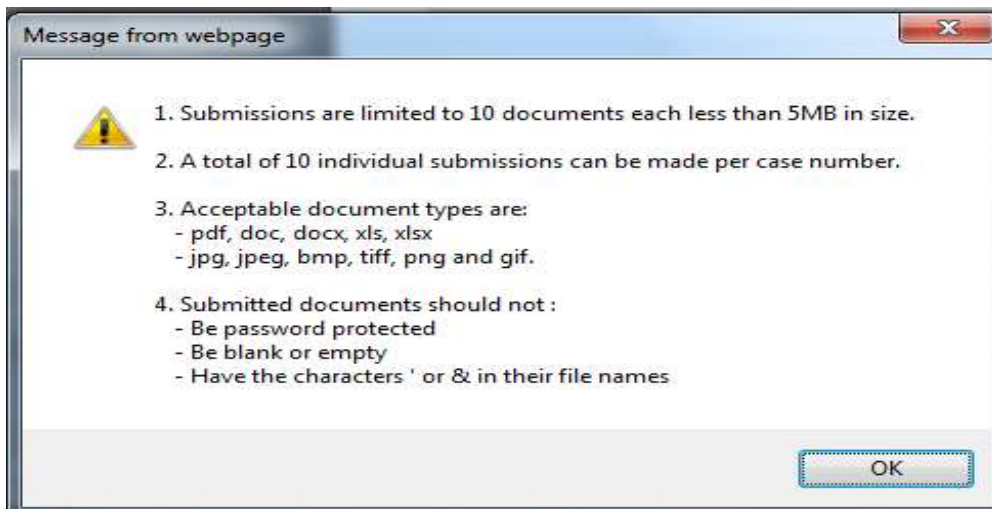 Message from webpage
1. Submissions are limited to 10 documents each less than 5MB in size.
2. A total of 10 individual submissions can be made per case number.
3. Acceptable document types are:
- pdf, doc, docx, xls, xlsx
- jpg, jpeg, bmp, tiff, png and gif.
4. Submitted documents should not :
- Be password protected
- Be blank or empty
- Have the characters ' or & in their file names
OK